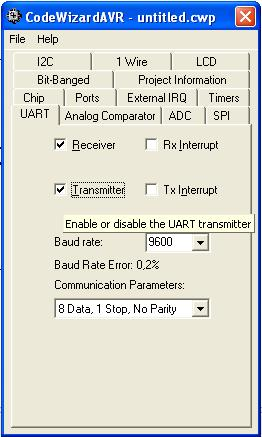 CodeWizardAVR - untitled.cwp
File Help
I2C 1 Wire LCD
Bit-Banged Project Information
Chip Ports External IRQ Timers
UART Analog Comparator ADC SPI
Receiver Rx Interrupt
Transmitter Tx Interrupt
Enable or disable the UART transmitter
Baud rate: 9600
Baud Rate Error: 0,2%
Communication Parameters:
8 Data, 1 Stop, No Parity